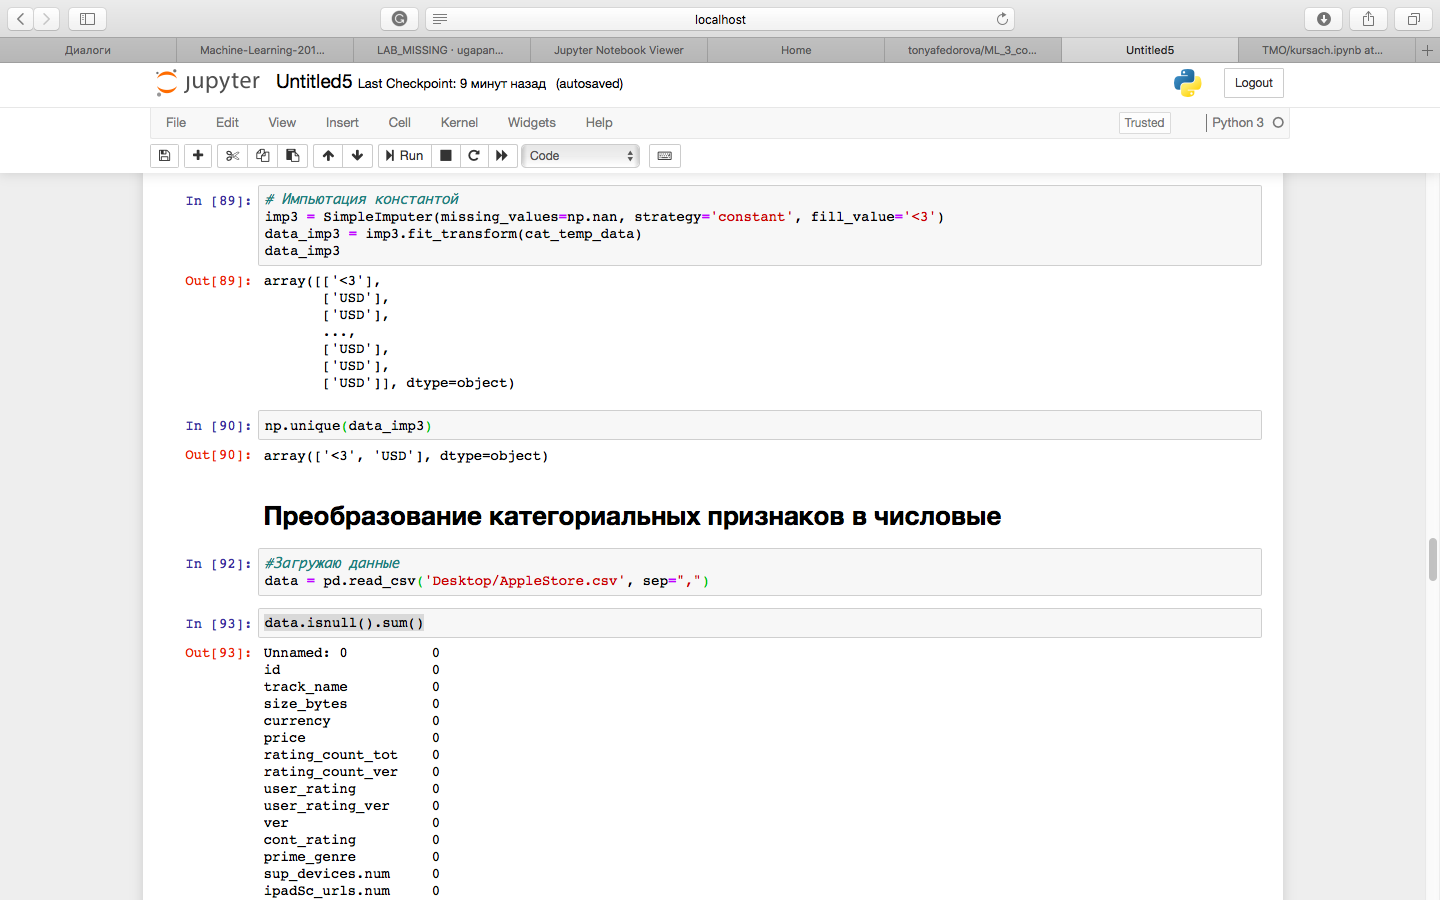 localhost
Диалоги
Machine-Learning-201...
LAB_MISSING · ugapan...
Jupyter Notebook Viewer
Home
tonyafedorova/ML_3_co...
Untitled5
TMO/kursach.ipynb at...
jupyter Untitled5 Last Checkpoint: 9 минут назад (autosaved)
Logout
File Edit View Insert Cell Kernel Widgets Help
Trusted
Python 3
Run
Code
In [89]: # Импьютация константой
imp3 = SimpleImputer(missing_values=np.nan, strategy='constant', fill_value='<3')
data_imp3 = imp3.fit_transform(cat_temp_data)
data_imp3
Out[89]: array([['<3'],
['USD'],
['USD'],
...,
['USD'],
['USD'],
['USD']], dtype=object)
In [90]: np.unique(data_imp3)
Out[90]: array(['<3', 'USD'], dtype=object)
Преобразование категориальных признаков в числовые
In [92]: #Загружаю данные
data = pd.read_csv('Desktop/AppleStore.csv', sep=",")
In [93]: data.isnull().sum()
Out[93]: Unnamed: 0 0
id 0
track_name 0
size_bytes 0
currency 0
price 0
rating_count_tot 0
rating_count_ver 0
user_rating 0
user_rating_ver 0
ver 0
cont_rating 0
prime_genre 0
sup_devices.num 0
ipadSc_urls.num 0